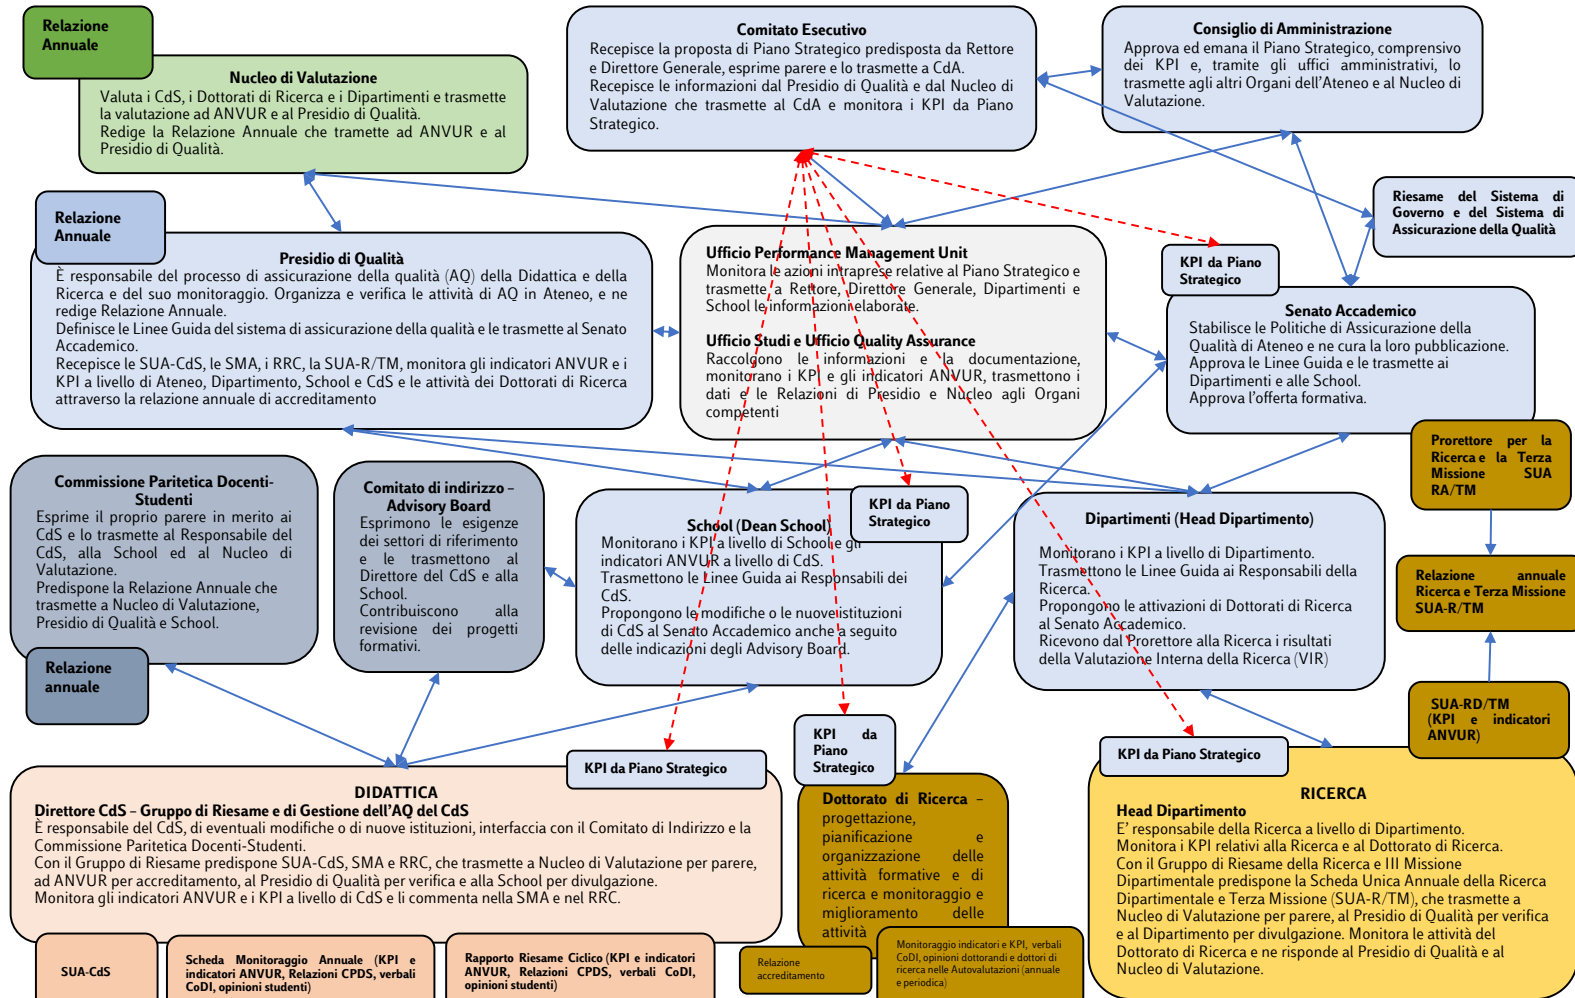 Relazione
Annuale
Nucleo di Valutazione
Valuta i CdS, i Dottorati di Ricerca e i Dipartimenti e trasmette
la valutazione ad ANVUR e al Presidio di Qualità.
Redige la Relazione Annuale che tramette ad ANVUR e al
Presidio di Qualità.
Comitato Esecutivo
Recepisce la proposta di Piano Strategico predisposta da Rettore
e Direttore Generale, esprime parere e lo trasmette a CdA.
Recepisce le informazioni dal Presidio di Qualità e dal Nucleo di
Valutazione che trasmette al CdA e monitora i KPI da Piano
Strategico.
Consiglio di Amministrazione
Approva ed emana il Piano Strategico, comprensivo
dei KPI e, tramite gli uffici amministrativi, lo
trasmette agli altri Organi dell'Ateneo e al Nucleo di
Valutazione.
Riesame del Sistema di
Governo e del Sistema di
Assicurazione della Qualità
Relazione
Annuale
Presidio di Qualità
È responsabile del processo di assicurazione della qualità (AQ) della Didattica e della
Ricerca e del suo monitoraggio. Organizza e verifica le attività di AQ in Ateneo, e ne
redige Relazione Annuale.
Definisce le Linee Guida del sistema di assicurazione della qualità e le trasmette al Senato
Accademico.
Recepisce le SUA-CdS, le SMA, i RRC, la SUA-R/TM, monitora gli indicatori ANVUR e i
KPI a livello di Ateneo, Dipartimento, School e CdS e le attività dei Dottorati di Ricerca
attraverso la relazione annuale di accreditamento
Ufficio Performance Management Unit
Monitora le azioni intraprese relative al Piano Strategico e
trasmette a Rettore, Direttore Generale, Dipartimenti e
School le informazioni elaborate.
Ufficio Studi e Ufficio Quality Assurance
Raccolgono le informazioni e la documentazione,
monitorano i KPI e gli indicatori ANVUR, trasmettono i
dati e le Relazioni di Presidio e Nucleo agli Organi
competenti
KPI da Piano
Strategico
Senato Accademico
Stabilisce le Politiche di Assicurazione della
Qualità di Ateneo e ne cura la loro pubblicazione.
Approva le Linee Guida e le trasmette ai
Dipartimenti e alle School.
Approva l'offerta formativa.
Prorettore per la
Ricerca e la Terza
Missione SUA
RA/TM
Commissione Paritetica Docenti-
Studenti
Esprime il proprio parere in merito ai
CdS e lo trasmette al Responsabile del
CdS, alla School ed al Nucleo di
Valutazione.
Predispone la Relazione Annuale che
trasmette a Nucleo di Valutazione,
Presidio di Qualità e School.
Relazione
annuale
Comitato di indirizzo –
Advisory Board
Esprimono le esigenze
dei settori di riferimento
e le trasmettono al
Direttore del CdS e alla
School.
Contribuiscono alla
revisione dei progetti
formativi.
KPI da Piano
Strategico
School (Dean School)
Monitorano i KPI a livello di School e gli
indicatori ANVUR a livello di CdS.
Trasmettono le Linee Guida ai Responsabili dei
CdS.
Propongono le modifiche o le nuove istituzioni
di CdS al Senato Accademico anche a seguito
delle indicazioni degli Advisory Board.
Dipartimenti (Head Dipartimento)
Monitorano i KPI a livello di Dipartimento.
Trasmettono le Linee Guida ai Responsabili della
Ricerca.
Propongono le attivazioni di Dottorati di Ricerca
al Senato Accademico.
Ricevono dal Prorettore alla Ricerca i risultati
della Valutazione Interna della Ricerca (VIR)
Relazione annuale
Ricerca e Terza Missione
SUA-R/TM
SUA-RD/TM
(KPI e indicatori
ANVUR)
KPI da Piano Strategico
DIDATTICA
Direttore CdS – Gruppo di Riesame e di Gestione dell'AQ del CdS
È responsabile del CdS, di eventuali modifiche o di nuove istituzioni, interfaccia con il Comitato di Indirizzo e la
Commissione Paritetica Docenti-Studenti.
Con il Gruppo di Riesame predispone SUA-CdS, SMA e RRC, che trasmette a Nucleo di Valutazione per parere,
ad ANVUR per accreditamento, al Presidio di Qualità per verifica e alla School per divulgazione.
Monitora gli indicatori ANVUR e i KPI a livello di CdS e li commenta nella SMA e nel RRC.
SUA-CdS
Scheda Monitoraggio Annuale (KPI e
indicatori ANVUR, Relazioni CPDS, verbali
CoDI, opinioni studenti)
Rapporto Riesame Ciclico (KPI e indicatori
ANVUR, Relazioni CPDS, verbali CoDI,
opinioni studenti)
KPI da
Piano
Strategico
Dottorato di Ricerca –
progettazione,
pianificazione e
organizzazione delle
attività formative e di
ricerca e monitoraggio e
miglioramento delle
attività
Relazione
accreditamento
Monitoraggio indicatori e KPI, verbali
CoDI, opinioni dottorandi e dottori di
ricerca nelle Autovalutazioni (annuale
e periodica)
KPI da Piano Strategico
RICERCA
Head Dipartimento
E' responsabile della Ricerca a livello di Dipartimento.
Monitora i KPI relativi alla Ricerca e al Dottorato di Ricerca.
Con il Gruppo di Riesame della Ricerca e III Missione
Dipartimentale predispone la Scheda Unica Annuale della Ricerca
Dipartimentale e Terza Missione (SUA-R/TM), che trasmette a
Nucleo di Valutazione per parere, al Presidio di Qualità per verifica
e al Dipartimento per divulgazione. Monitora le attività del
Dottorato di Ricerca e ne risponde al Presidio di Qualità e al
Nucleo di Valutazione.